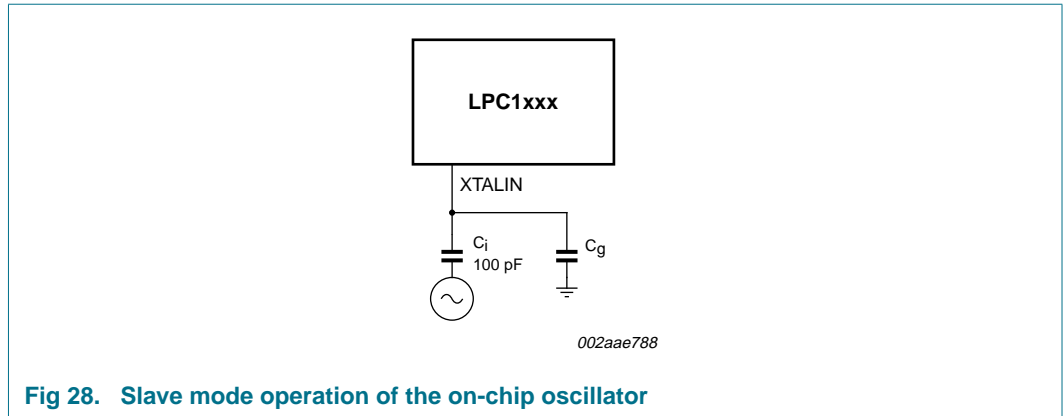 LPC1xxx
XTALIN
Ci
100 pF
Cg
002aae788
Fig 28. Slave mode operation of the on-chip oscillator